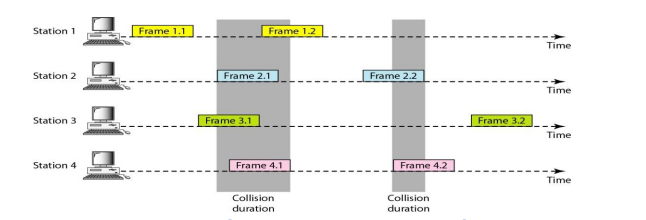 Station 1 Frame 1.1 Frame 1.2
Time
Station 2 Frame 2.1 Frame 2.2
Time
Station 3 Frame 3.1 Frame 3.2
Time
Station 4 Frame 4.1 Frame 4.2
Time
Collision Collision
duration duration